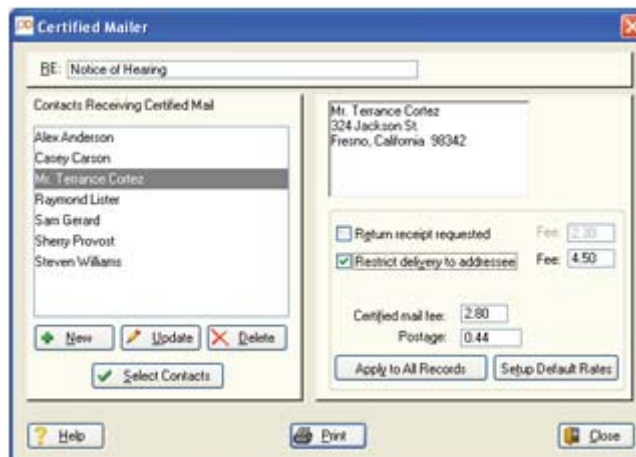 Certified Mailer
RE: Notice of Hearing
Contacts Receiving Certified Mail
Alex Anderson
Casey Carson
Mr. Terrance Cortez
Raymond Lister
Sam Gerard
Sherry Provost
Steven Williams
New Update Delete
Select Contacts
Mr. Terrance Cortez
324 Jackson St
Fresno, California 98342
Return receipt requested Fee: 2.30
Restrict delivery to addressee Fee: 4.50
Certified mail fee: 2.80
Postage: 0.44
Apply to All Records Setup Default Rates
Help Print Close